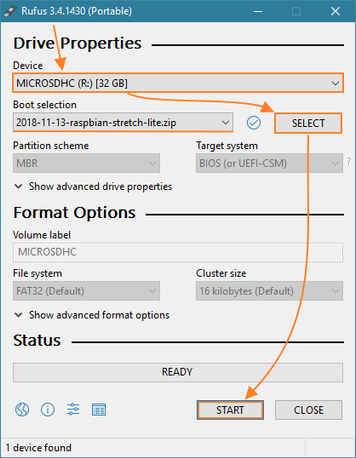 Rufus 3.4.1430 (Portable)
Drive Properties
Device
MICROSDHC (R:) [32 GB]
Boot selection
2018-11-13-raspbian-stretch-lite.zip
SELECT
Partition scheme
Target system
MBR
BIOS (or UEFI-CSM)
?
Show advanced drive properties
Format Options
Volume label
MICROSDHC
File system
Cluster size
FAT32 (Default)
16 kilobytes (Default)
Show advanced format options
Status
READY
START
CLOSE
1 device found